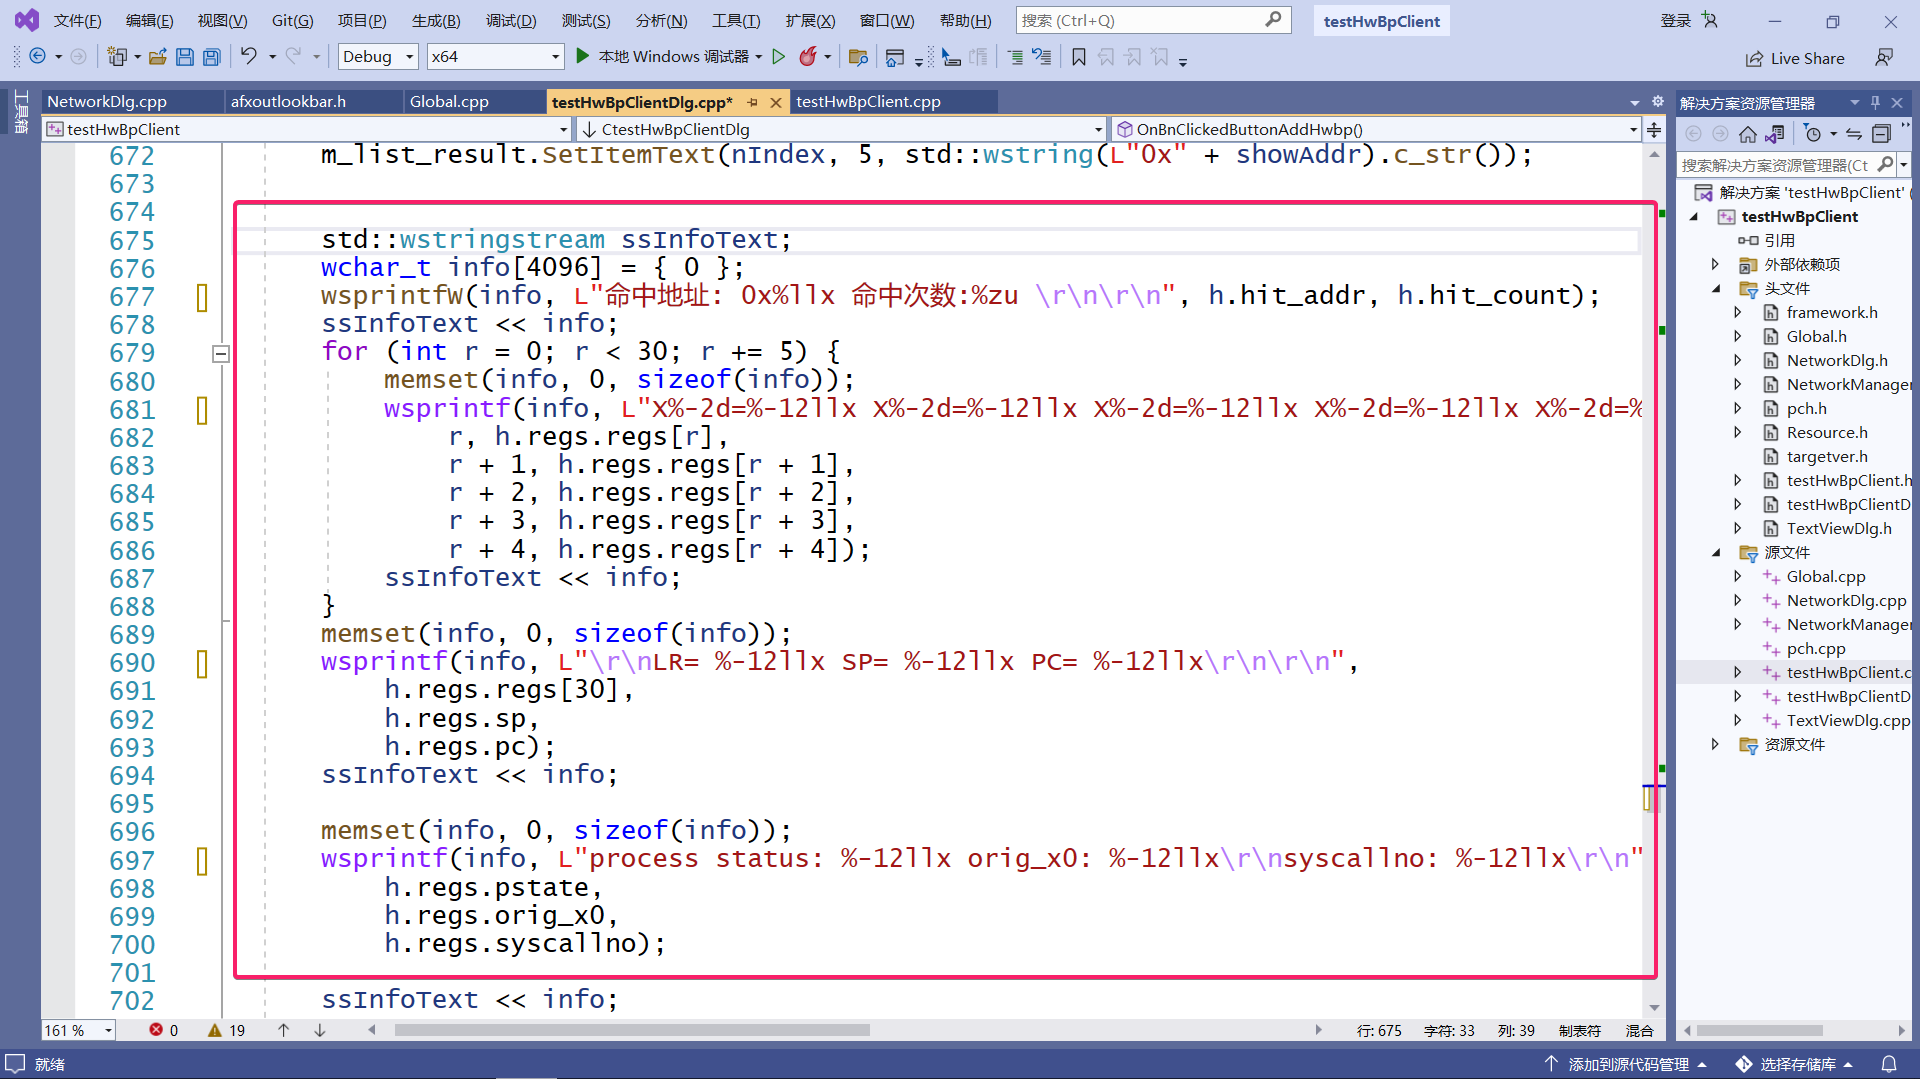 文件(F) 编辑(E) 视图(V) Git(G) 项目(P) 生成(B) 调试(D) 测试(S) 分析(N) 工具(T) 扩展(X) 窗口(W) 帮助(H) 搜索 (Ctrl+Q) testHwBpClient 登录
Debug x64 本地 Windows 调试器 Live Share
工具箱
NetworkDlg.cpp afxoutlookbar.h Global.cpp testHwBpClientDlg.cpp* testHwBpClient.cpp
testHwBpClient CtestHwBpClientDlg OnBnClickedButtonAddHwbp()
672 m_list_result.SetItemText(nIndex, 5, std::wstring(L"0x" + showAddr).c_str());
673
674
675 std::wstringstream ssInfoText;
676 wchar_t info[4096] = { 0 };
677 wsprintfW(info, L"命中地址: 0x%llx 命中次数:%zu \r\n\r\n", h.hit_addr, h.hit_count);
678 ssInfoText << info;
679 for (int r = 0; r < 30; r += 5) {
680 memset(info, 0, sizeof(info));
681 wsprintf(info, L"X%-2d=%-12llx X%-2d=%-12llx X%-2d=%-12llx X%-2d=%-12llx X%-2d=%
682 r, h.regs.regs[r],
683 r + 1, h.regs.regs[r + 1],
684 r + 2, h.regs.regs[r + 2],
685 r + 3, h.regs.regs[r + 3],
686 r + 4, h.regs.regs[r + 4]);
687 ssInfoText << info;
688 }
689 memset(info, 0, sizeof(info));
690 wsprintf(info, L"\r\nLR= %-12llx SP= %-12llx PC= %-12llx\r\n\r\n",
691 h.regs.regs[30],
692 h.regs.sp,
693 h.regs.pc);
694 ssInfoText << info;
695
696 memset(info, 0, sizeof(info));
697 wsprintf(info, L"process status: %-12llx orig_x0: %-12llx\r\nsyscallno: %-12llx\r\n"
698 h.regs.pstate,
699 h.regs.orig_x0,
700 h.regs.syscallno);
701
702 ssInfoText << info;
161 % 0 19 行: 675 字符: 33 列: 39 制表符 混合
解决方案资源管理器
搜索解决方案资源管理器(Ct
解决方案 'testHwBpClient' (
testHwBpClient
引用
外部依赖项
头文件
framework.h
Global.h
NetworkDlg.h
NetworkManager
pch.h
Resource.h
targetver.h
testHwBpClient.h
testHwBpClientD
TextViewDlg.h
源文件
Global.cpp
NetworkDlg.cpp
NetworkManager
pch.cpp
testHwBpClient.c
testHwBpClientD
TextViewDlg.cpp
资源文件
就绪 添加到源代码管理 选择存储库